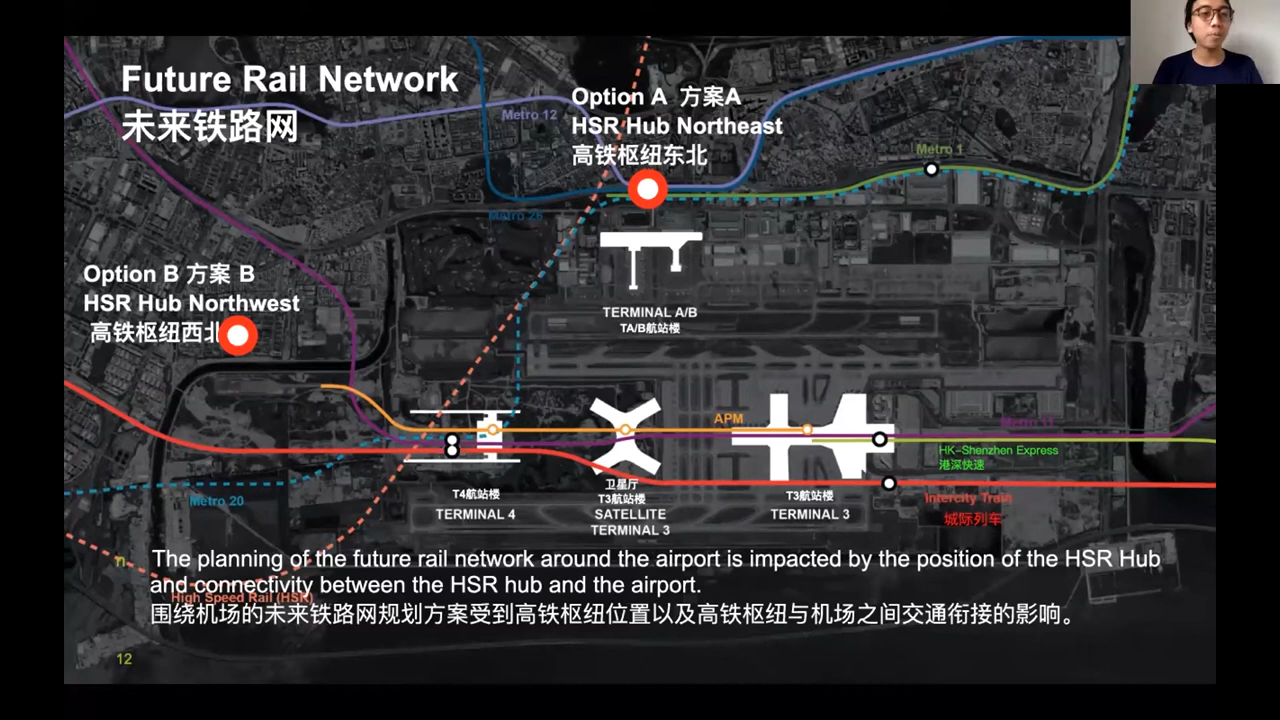 Future Rail Network
未来铁路网
Option A 方案A
HSR Hub Northeast
高铁枢纽东北
Metro 12
Metro 1
Metro 26
Option B 方案 B
HSR Hub Northwest
高铁枢纽西北
TERMINAL A/B
TA/B航站楼
APM
Metro 11
HK-Shenzhen Express
港深快速
Metro 20
T4航站楼
TERMINAL 4
卫星厅
T3航站楼
SATELLITE
TERMINAL 3
T3航站楼
TERMINAL 3
Intercity Train
城际列车
n
The planning of the future rail network around the airport is impacted by the position of the HSR Hub
and connectivity between the HSR hub and the airport.
High Speed Rail (HSR)
围绕机场的未来铁路网规划方案受到高铁枢纽位置以及高铁枢纽与机场之间交通衔接的影响。
12